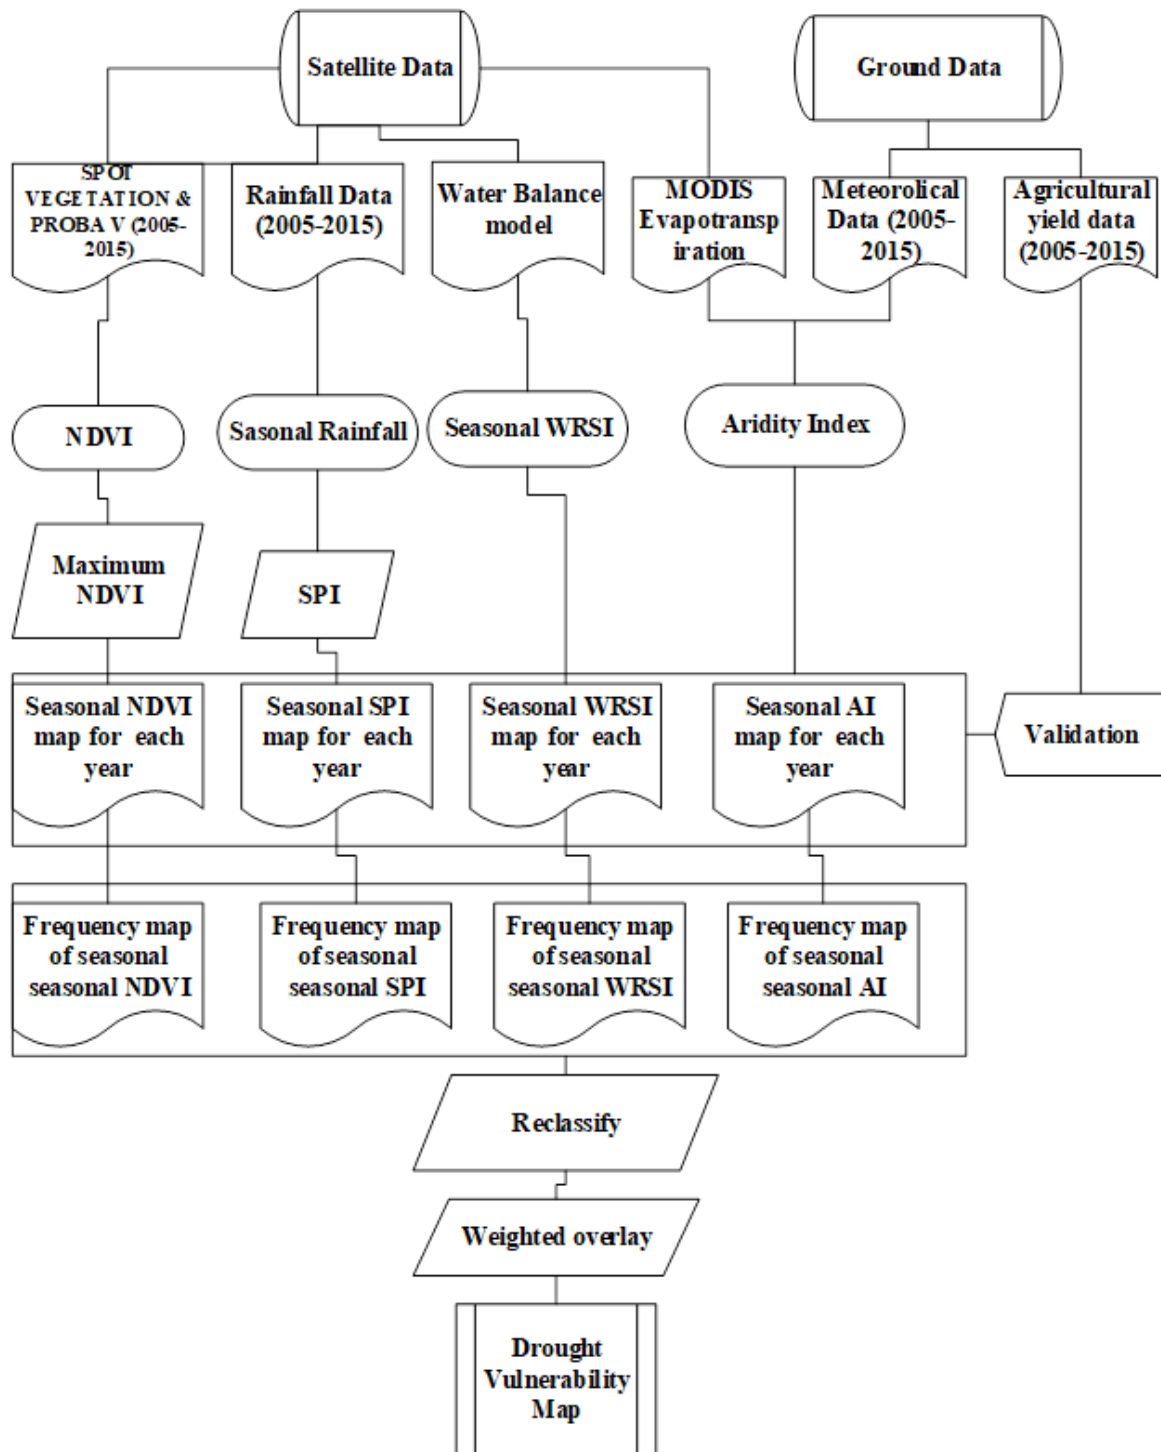 Satellite Data
Ground Data
SPOT
VEGETATION &
PROBA V (2005-
2015)
Rainfall Data
(2005-2015)
Water Balance
model
MODIS
Evapotransp
iration
Meteorolical
Data (2005-
2015)
Agricultural
yield data
(2005-2015)
NDVI
Sasonal Rainfall
Seasonal WRSI
Aridity Index
Maximum
NDVI
SPI
Seasonal NDVI
map for each
year
Seasonal SPI
map for each
year
Seasonal WRSI
map for each
year
Seasonal AI
map for each
year
Validation
Frequency map
of seasonal
seasonal NDVI
Frequency map
of seasonal
seasonal SPI
Frequency map
of seasonal
seasonal WRSI
Frequency map
of seasonal
seasonal AI
Reclassify
Weighted overlay
Drought
Vulnerability
Map